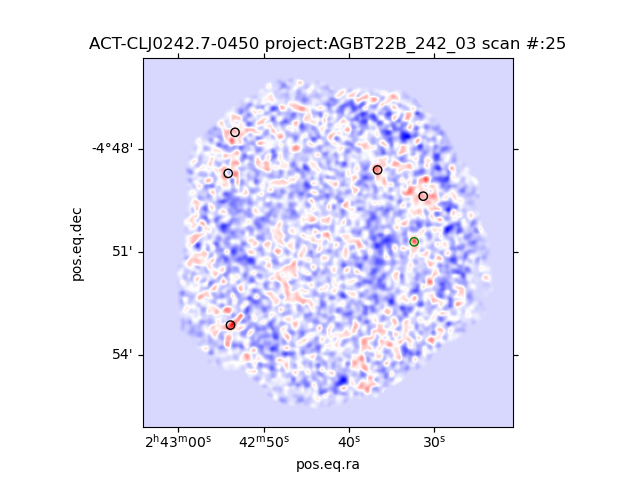 ACT-CLJ0242.7-0450 project:AGBT22B_242_03 scan #:25
-4°48'
51'
54'
pos.eq.dec
2ʰ43ᵐ00ˢ 42ᵐ50ˢ 40ˢ 30ˢ
pos.eq.ra